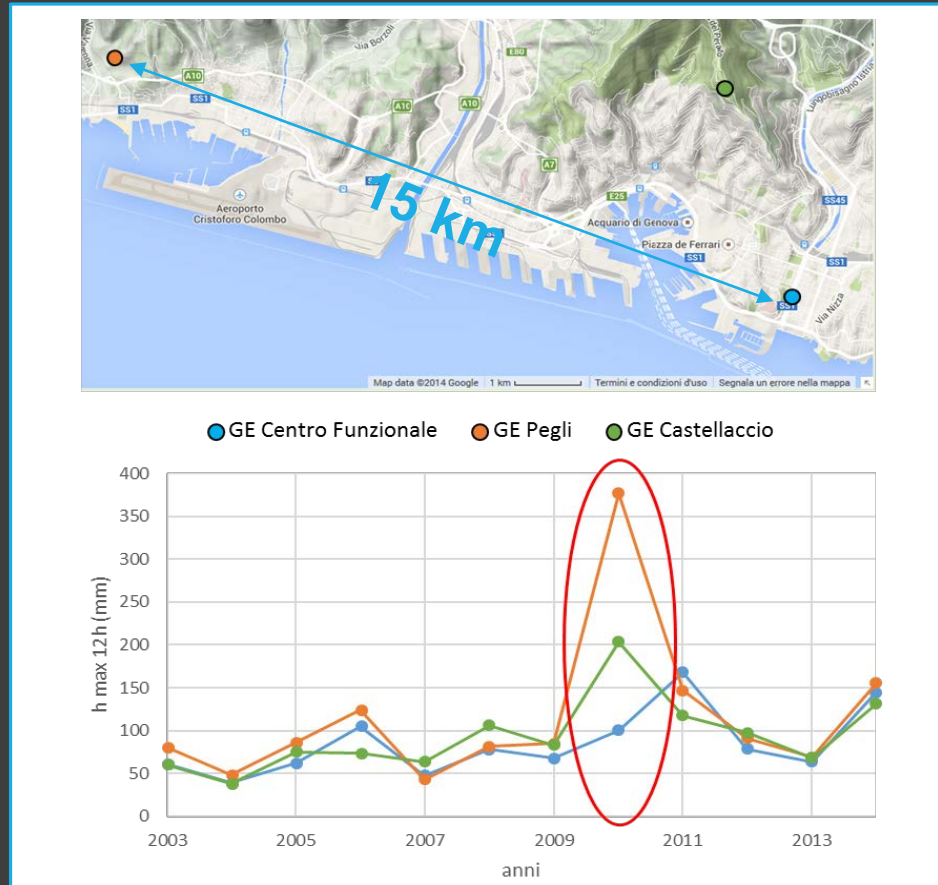 Via Borzoli
E80
A10
SS1
A10
A10
A7
E25
SS1
SS45
SS1
SS1
SS1
Aeroporto
Cristoforo Colombo
15 km
Acquario di Genova
Piazza de Ferrari
Via Nizza
Map data ©2014 Google
1 km
Termini e condizioni d'uso
Segnala un errore nella mappa
GE Centro Funzionale
GE Pegli
GE Castellaccio
h max 12h (mm)
400
350
300
250
200
150
100
50
0
2003
2005
2007
2009
2011
2013
anni